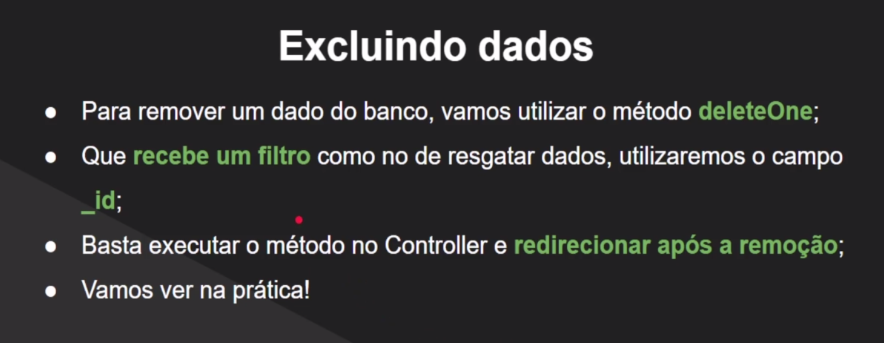 Excluindo dados
● Para remover um dado do banco, vamos utilizar o método deleteOne;
● Que recebe um filtro como no de resgatar dados, utilizaremos o campo
_id;
● Basta executar o método no Controller e redirecionar após a remoção;
● Vamos ver na prática!